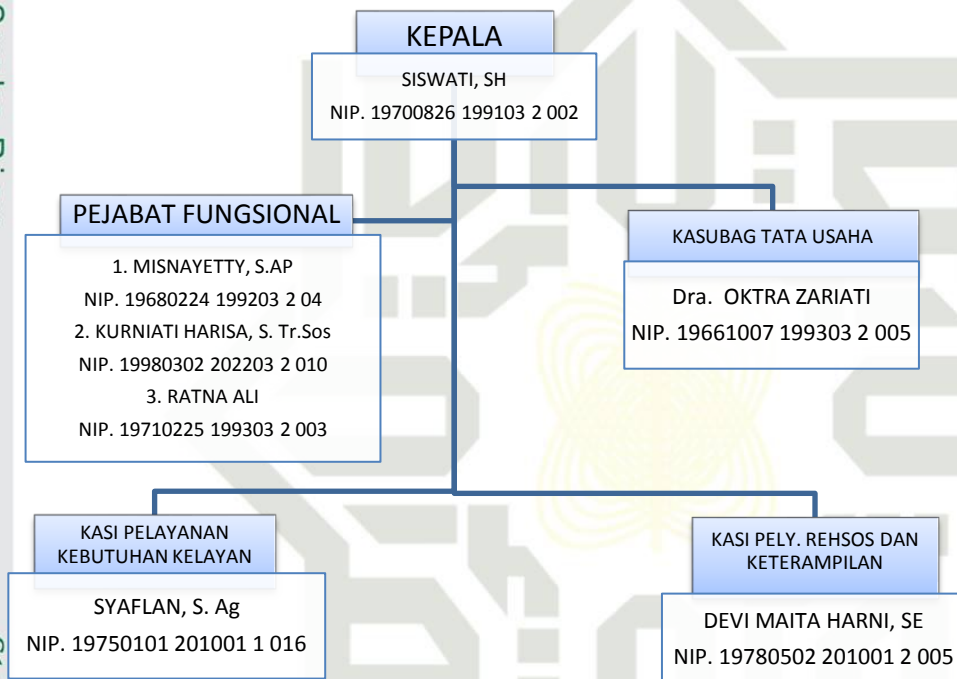 KEPALA
SISWATI, SH
NIP. 19700826 199103 2 002
PEJABAT FUNGSIONAL
1. MISNAYETTY, S.AP
NIP. 19680224 199203 2 04
2. KURNIATI HARISA, S. Tr.Sos
NIP. 19980302 202203 2 010
3. RATNA ALI
NIP. 19710225 199303 2 003
KASUBAG TATA USAHA
Dra. OKTRA ZARIATI
NIP. 19661007 199303 2 005
KASI PELAYANAN
KEBUTUHAN KELAYAN
SYAFLAN, S. Ag
NIP. 19750101 201001 1 016
KASI PELY. REHSOS DAN
KETERAMPILAN
DEVI MAITA HARNI, SE
NIP. 19780502 201001 2 005